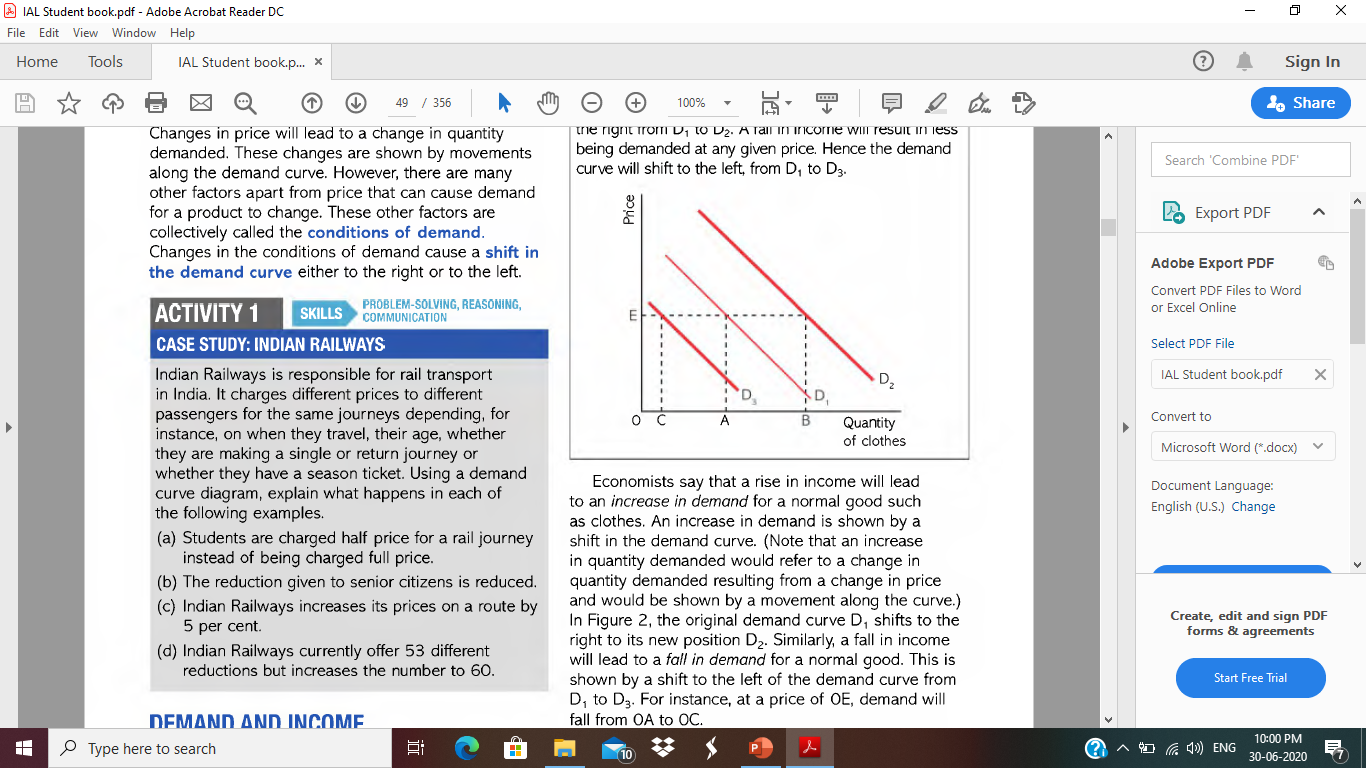 IAL Student book.pdf - Adobe Acrobat Reader DC
File Edit View Window Help
Home Tools IAL Student book.p... × Sign In
49 / 356 100% Share
Changes in price will lead to a change in quantity
demanded. These changes are shown by movements
along the demand curve. However, there are many
other factors apart from price that can cause demand
for a product to change. These other factors are
collectively called the conditions of demand.
Changes in the conditions of demand cause a shift in
the demand curve either to the right or to the left.
ACTIVITY 1
SKILLS
PROBLEM-SOLVING, REASONING,
COMMUNICATION
CASE STUDY: INDIAN RAILWAYS
Indian Railways is responsible for rail transport
in India. It charges different prices to different
passengers for the same journeys depending, for
instance, on when they travel, their age, whether
they are making a single or return journey or
whether they have a season ticket. Using a demand
curve diagram, explain what happens in each of
the following examples.
(a) Students are charged half price for a rail journey
instead of being charged full price.
(b) The reduction given to senior citizens is reduced.
(c) Indian Railways increases its prices on a route by
5 per cent.
(d) Indian Railways currently offer 53 different
reductions but increases the number to 60.
DEMAND AND INCOME
the right from D₁ to D₂. A fall in income will result in less
being demanded at any given price. Hence the demand
curve will shift to the left, from D₁ to D₃.
Price
E
D₃ D₁ D₂
O C A B Quantity
of clothes
Economists say that a rise in income will lead
to an increase in demand for a normal good such
as clothes. An increase in demand is shown by a
shift in the demand curve. (Note that an increase
in quantity demanded would refer to a change in
quantity demanded resulting from a change in price
and would be shown by a movement along the curve.)
In Figure 2, the original demand curve D₁ shifts to the
right to its new position D₂. Similarly, a fall in income
will lead to a fall in demand for a normal good. This is
shown by a shift to the left of the demand curve from
D₁ to D₃. For instance, at a price of OE, demand will
fall from OA to OC.
Search 'Combine PDF'
Export PDF
Adobe Export PDF
Convert PDF Files to Word
or Excel Online
Select PDF File
IAL Student book.pdf
Convert to
Microsoft Word (*.docx)
Document Language:
English (U.S.) Change
Create, edit and sign PDF
forms & agreements
Start Free Trial
Type here to search
10
ENG
10:00 PM
30-06-2020
7